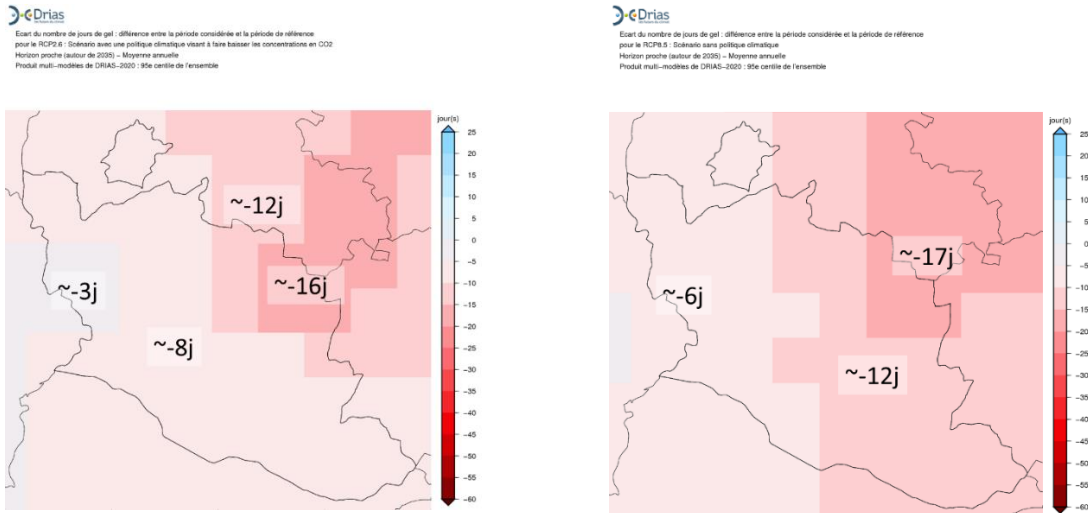 Drias
Ecart du nombre de jours de gel : différence entre la période considérée et la période de référence
pour le RCP2.6 : Scénario avec une politique climatique visant à faire baisser les concentrations en CO2
Horizon proche (autour de 2035) – Moyenne annuelle
Produit multi–modèles de DRIAS–2020 : 95e centile de l'ensemble
jour(s)
25
20
15
10
5
0
−5
−10
−15
−20
−25
−30
−35
−40
−45
−50
−55
−60
~-12j
~-16j
~-3j
~-8j
Drias
Ecart du nombre de jours de gel : différence entre la période considérée et la période de référence
pour le RCP8.5 : Scénario sans politique climatique
Horizon proche (autour de 2035) – Moyenne annuelle
Produit multi–modèles de DRIAS–2020 : 95e centile de l'ensemble
jour(s)
25
20
15
10
5
0
−5
−10
−15
−20
−25
−30
−35
−40
−45
−50
−55
−60
~-17j
~-6j
~-12j